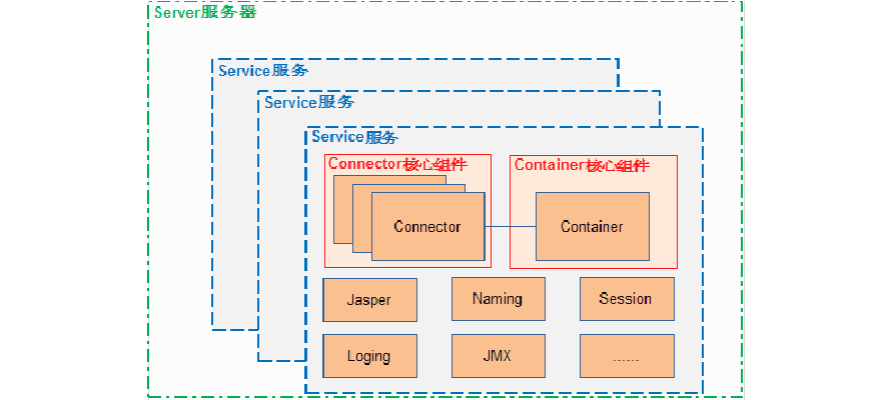 Server服务器
Service服务
Service服务
Service服务
Connector核心组件
Container核心组件
Connector
Container
Jasper
Naming
Session
Loging
JMX
......